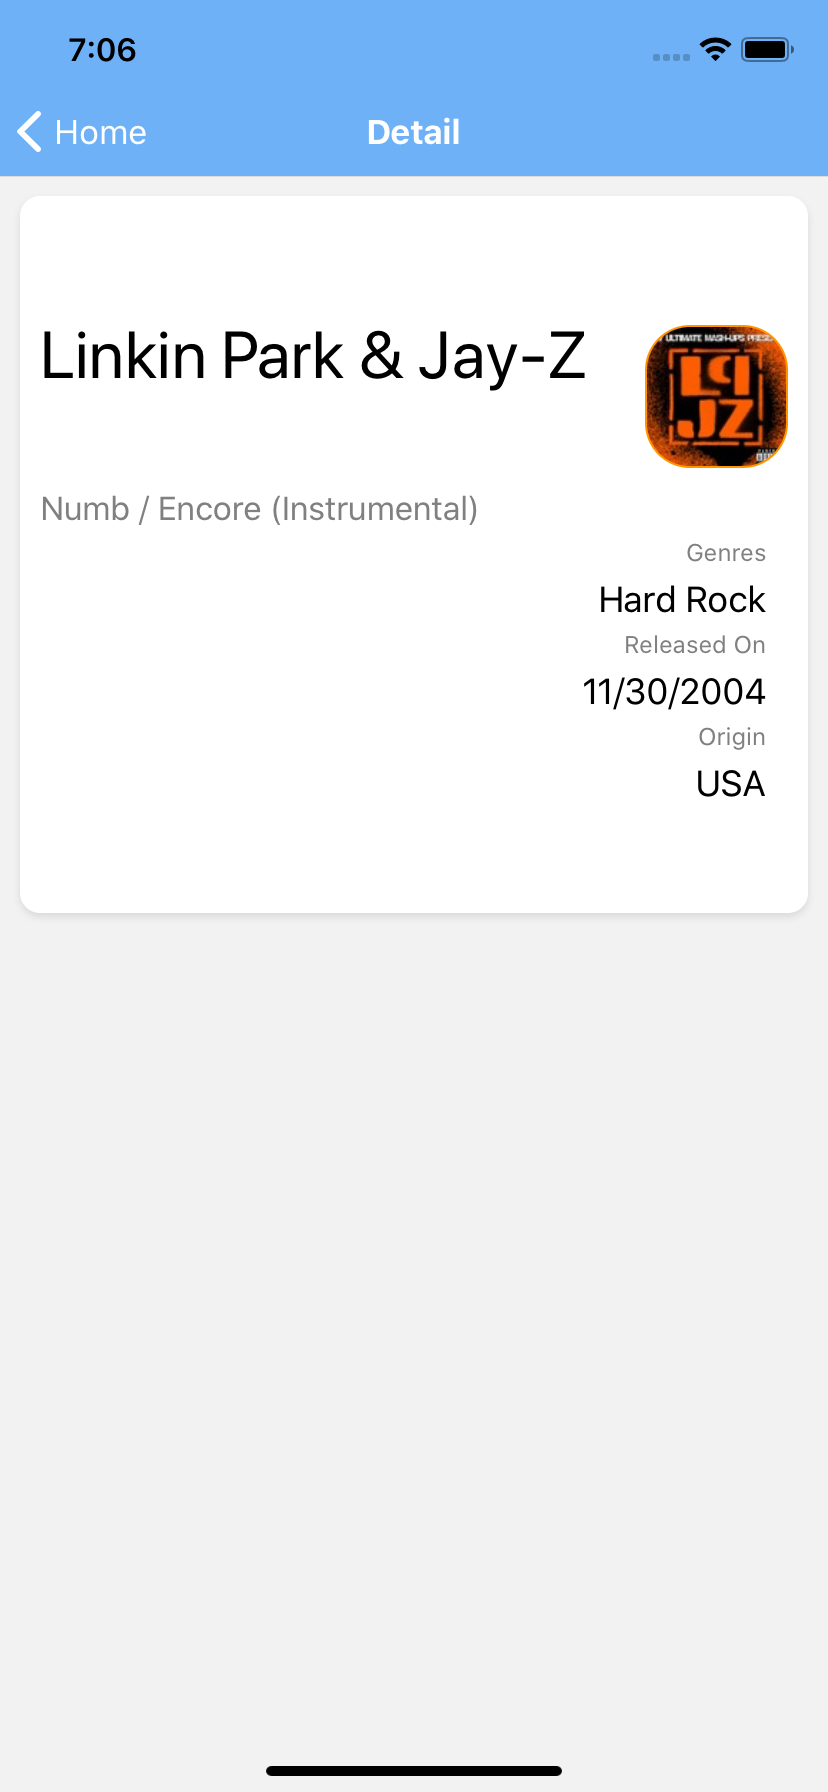 7:06
Home
Detail
Linkin Park & Jay-Z
ULTIMATE MASH-UPS
LP
JZ
Numb / Encore (Instrumental)
Genres
Hard Rock
Released On
11/30/2004
Origin
USA